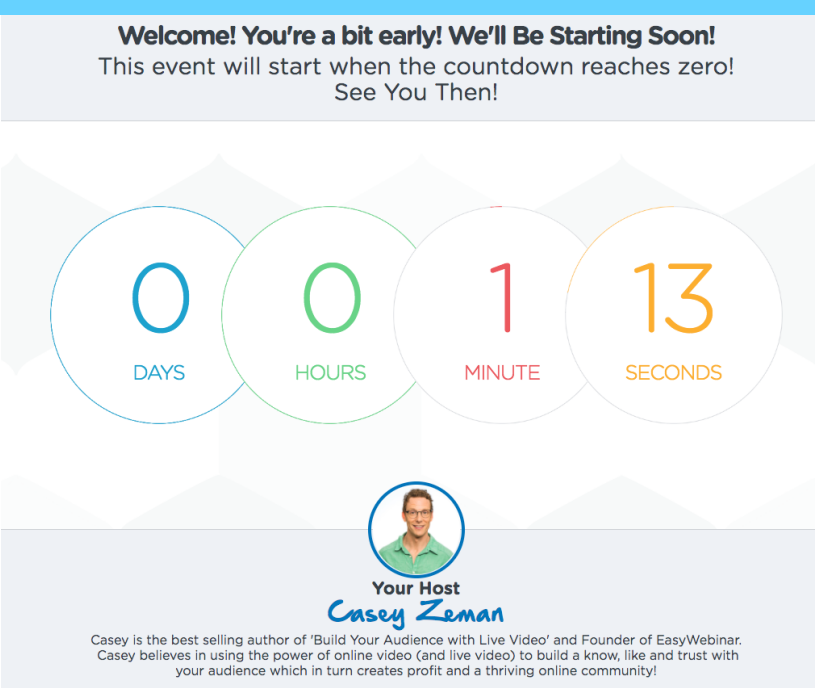 Welcome! You're a bit early! We'll Be Starting Soon!
This event will start when the countdown reaches zero!
See You Then!
0 0 1 13
DAYS HOURS MINUTE SECONDS
Your Host
Casey Zeman
Casey is the best selling author of 'Build Your Audience with Live Video' and Founder of EasyWebinar.
Casey believes in using the power of online video (and live video) to build a know, like and trust with
your audience which in turn creates profit and a thriving online community!